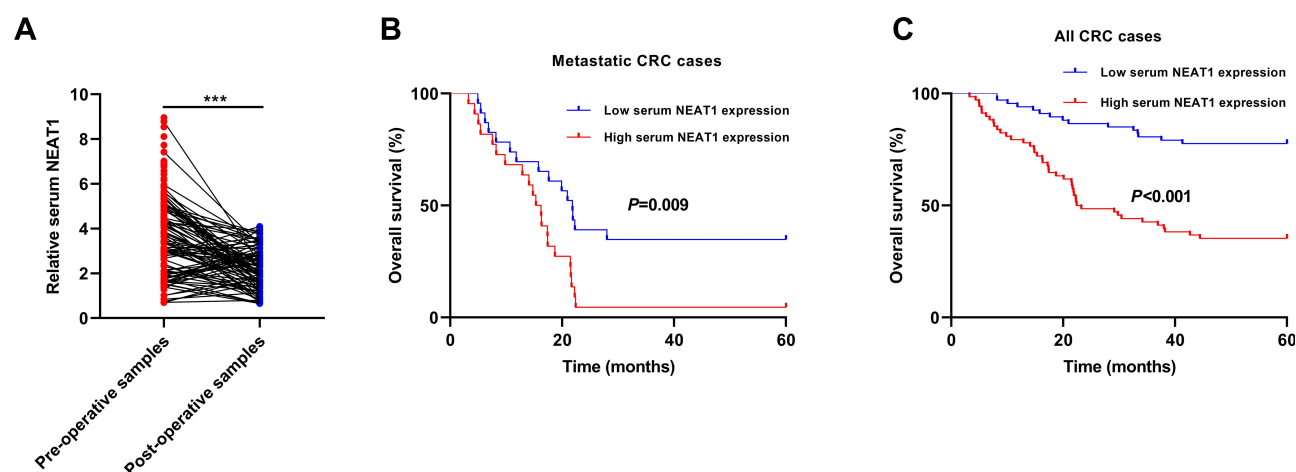 A
Relative serum NEAT1
10
8
6
4
2
0
***
Pre-operative samples
Post-operative samples
B
Metastatic CRC cases
Low serum NEAT1 expression
High serum NEAT1 expression
Overall survival (%)
100
50
0
P=0.009
0 20 40 60
Time (months)
C
All CRC cases
Low serum NEAT1 expression
High serum NEAT1 expression
Overall survival (%)
100
50
0
P<0.001
0 20 40 60
Time (months)